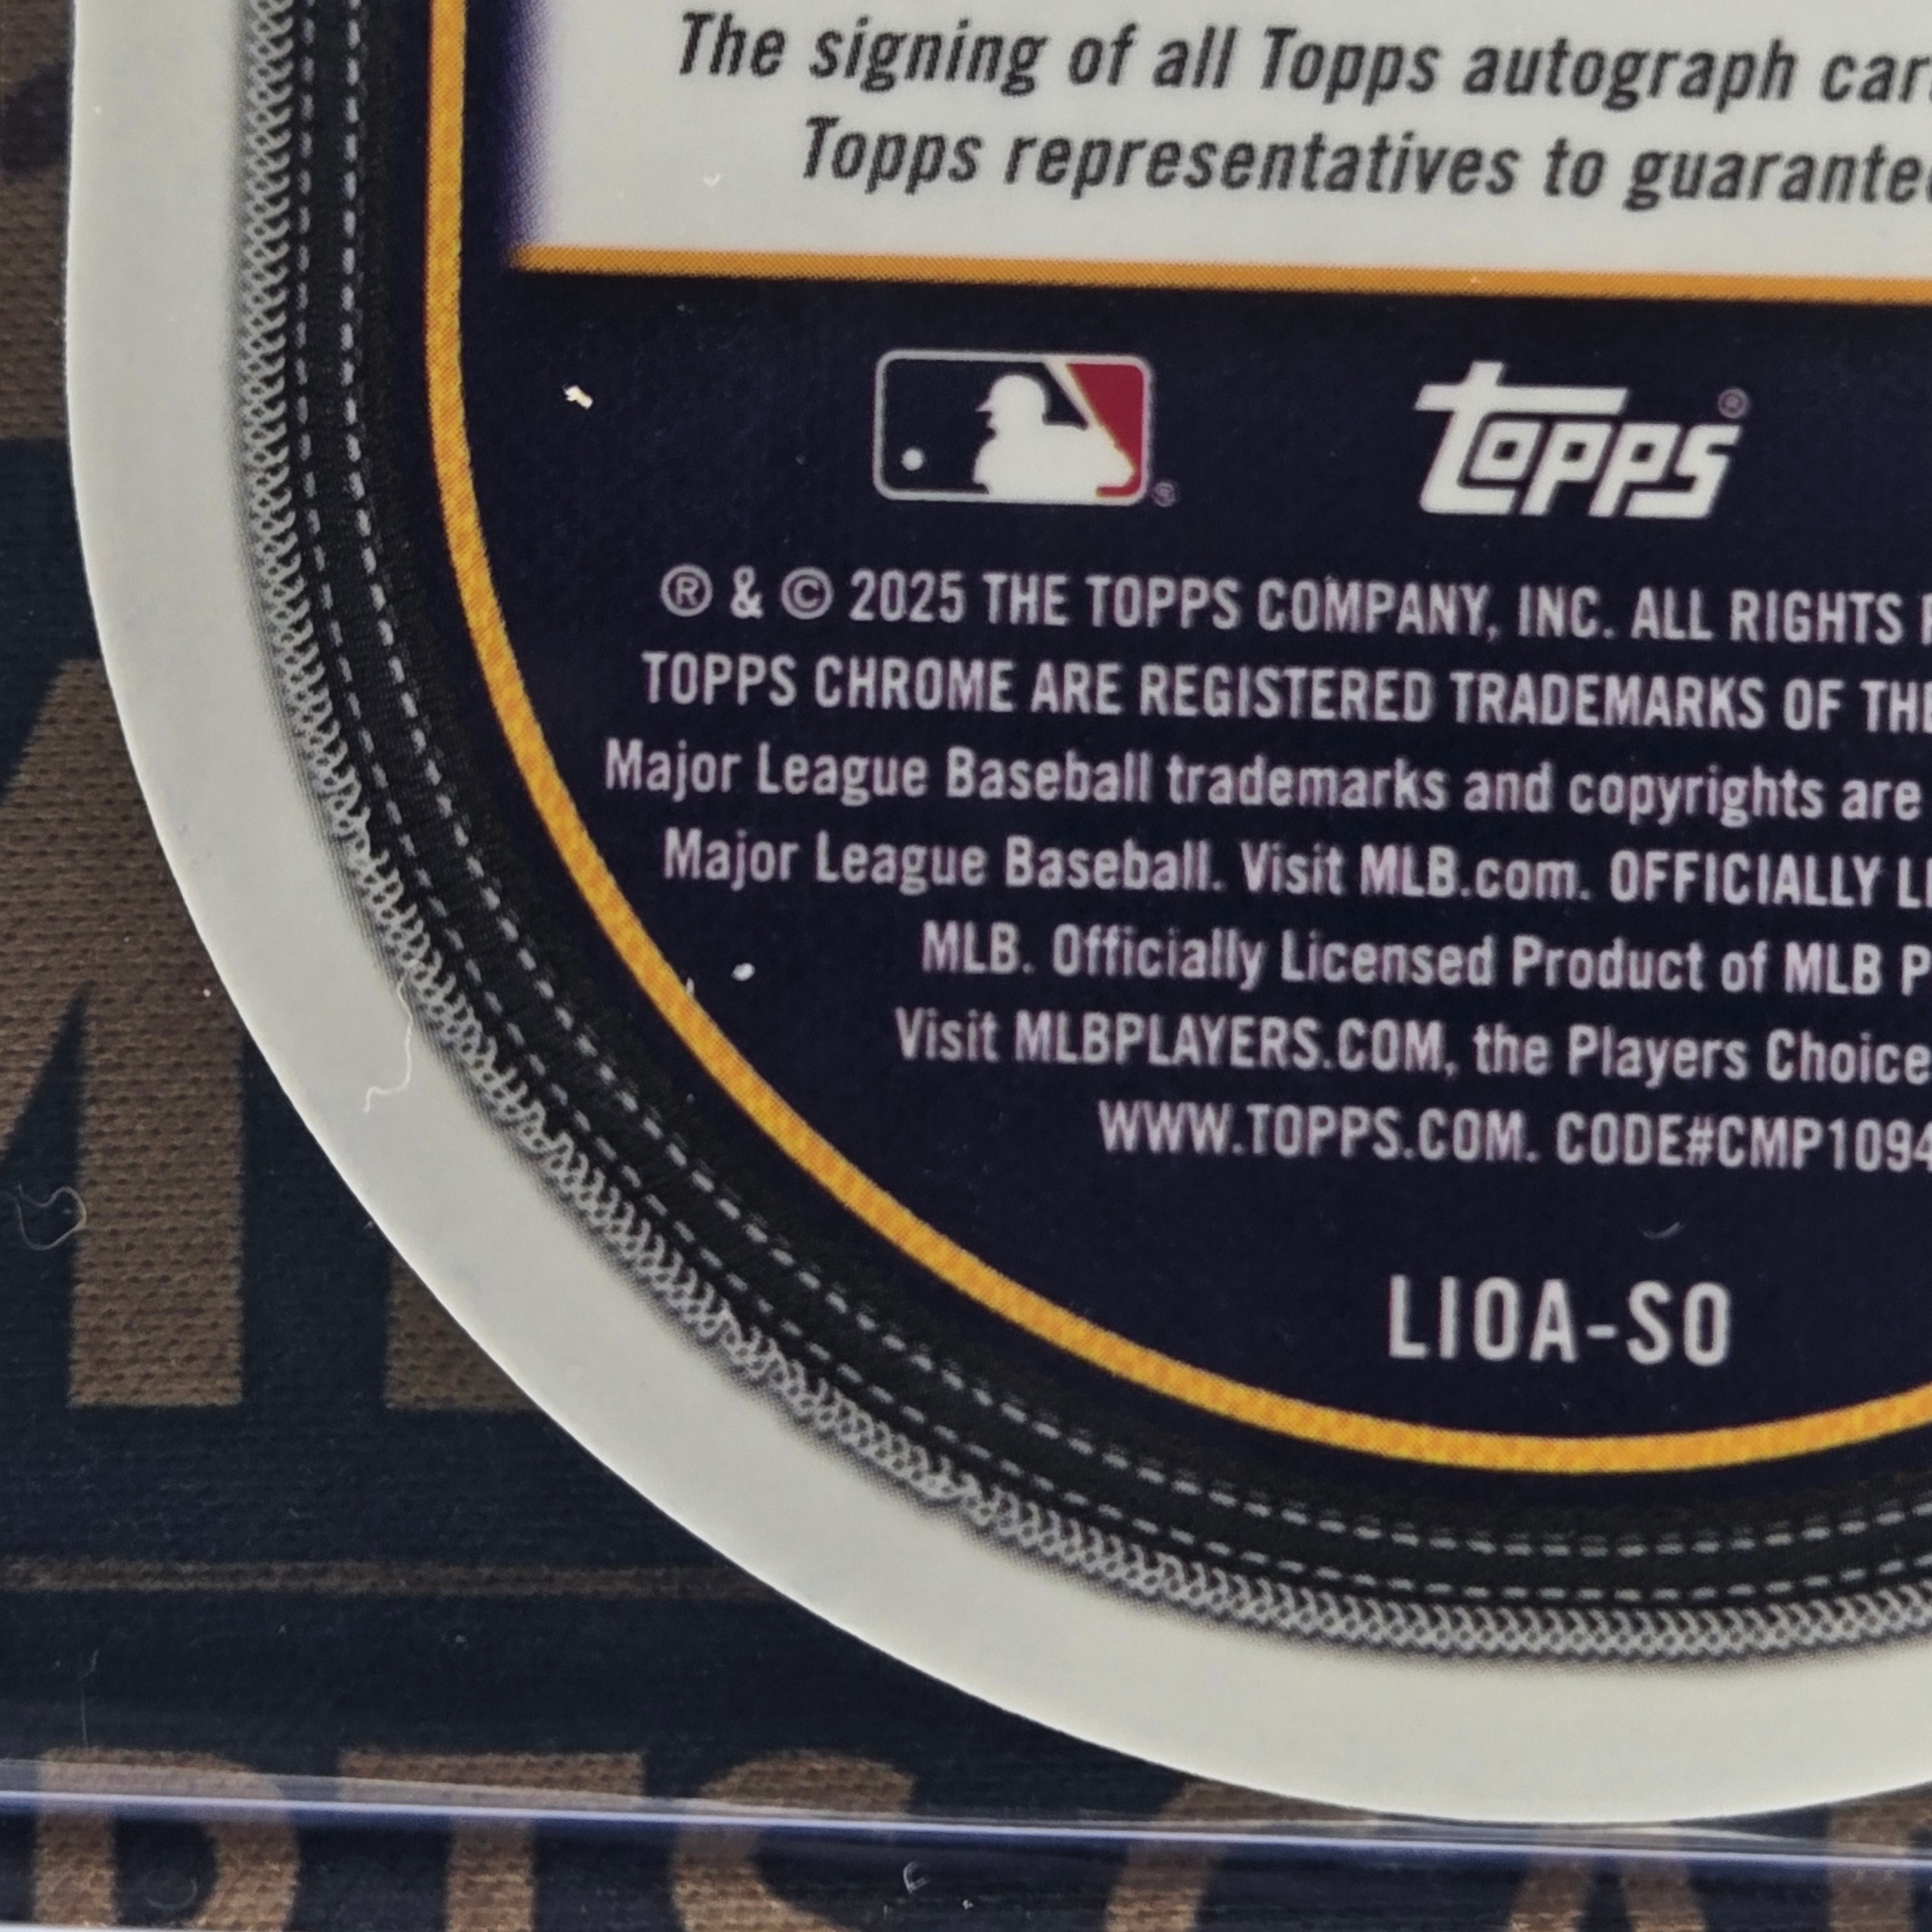 The signing of all Topps autograph car
Topps representatives to guarantee
Topps ®
®
® & © 2025 THE TOPPS COMPANY, INC. ALL RIGHTS
TOPPS CHROME ARE REGISTERED TRADEMARKS OF THE
Major League Baseball trademarks and copyrights are
Major League Baseball. Visit MLB.com. OFFICIALLY LI
MLB. Officially Licensed Product of MLB P
Visit MLBPLAYERS.COM, the Players Choice
WWW.TOPPS.COM. CODE#CMP1094
LIOA-SO